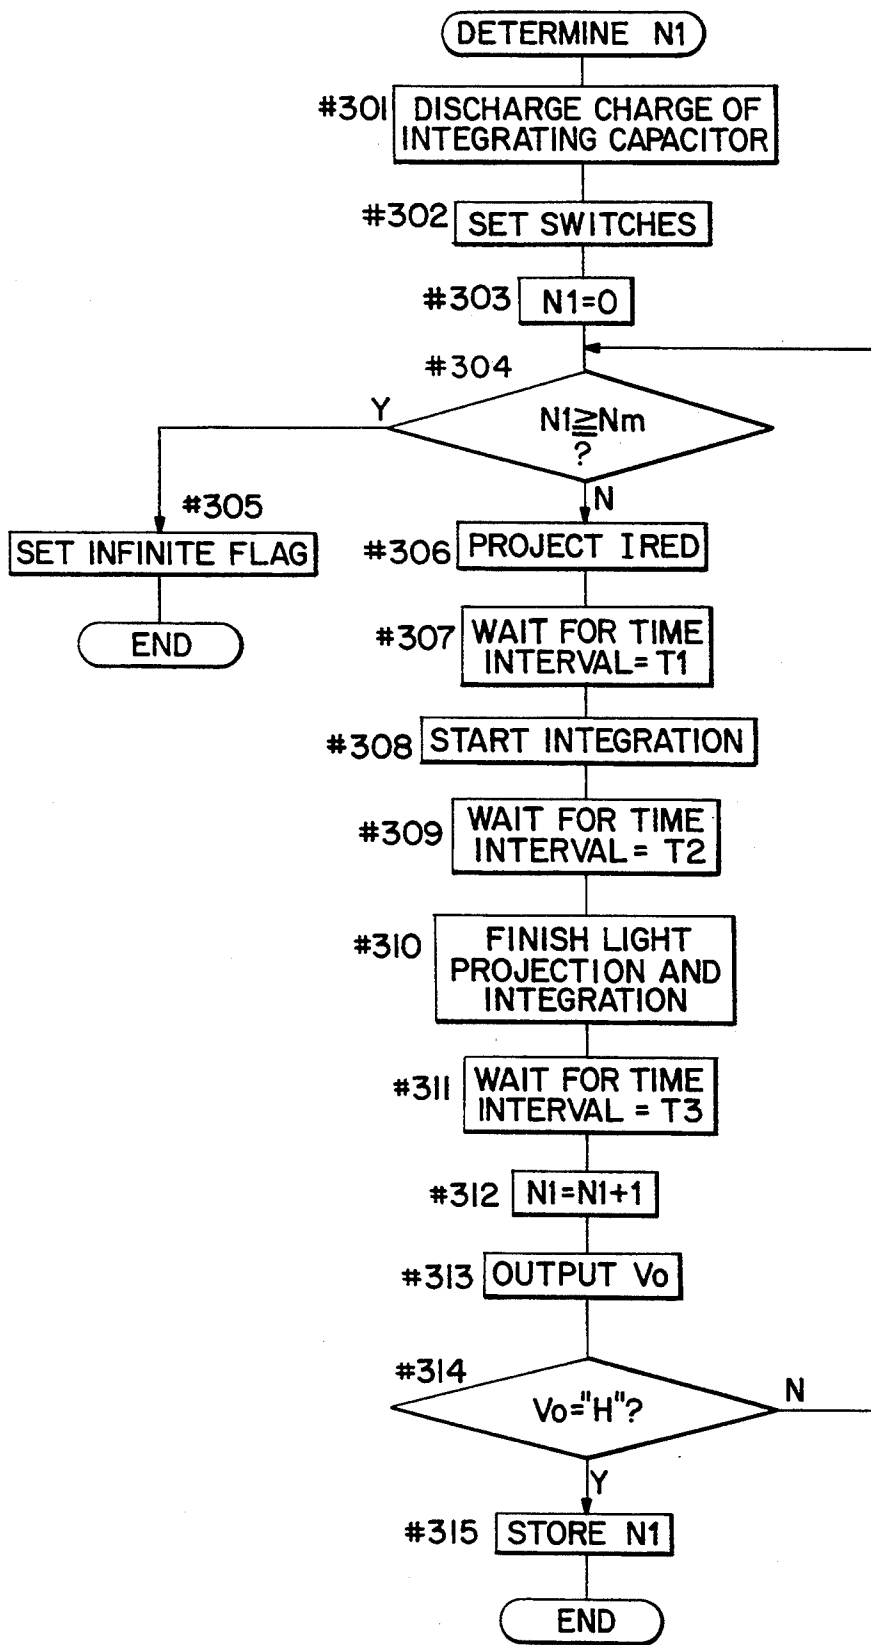 DETERMINE N1
#301
DISCHARGE CHARGE OF
INTEGRATING CAPACITOR
#302
SET SWITCHES
#303
N1=0
#304
N1≧Nm
?
Y
N
#305
SET INFINITE FLAG
END
#306
PROJECT IRED
#307
WAIT FOR TIME
INTERVAL= T1
#308
START INTEGRATION
#309
WAIT FOR TIME
INTERVAL= T2
#310
FINISH LIGHT
PROJECTION AND
INTEGRATION
#311
WAIT FOR TIME
INTERVAL = T3
#312
N1=N1+1
#313
OUTPUT Vo
#314
Vo="H"?
N
Y
#315
STORE N1
END